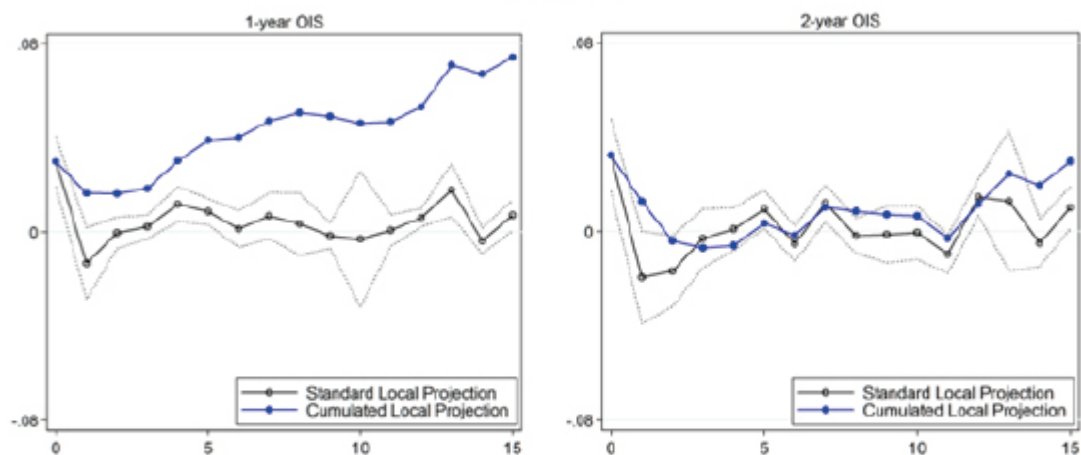 1-year OIS
.08
0
-.08
0 5 10 15
Standard Local Projection
Cumulated Local Projection
2-year OIS
.08
0
-.08
0 5 10 15
Standard Local Projection
Cumulated Local Projection